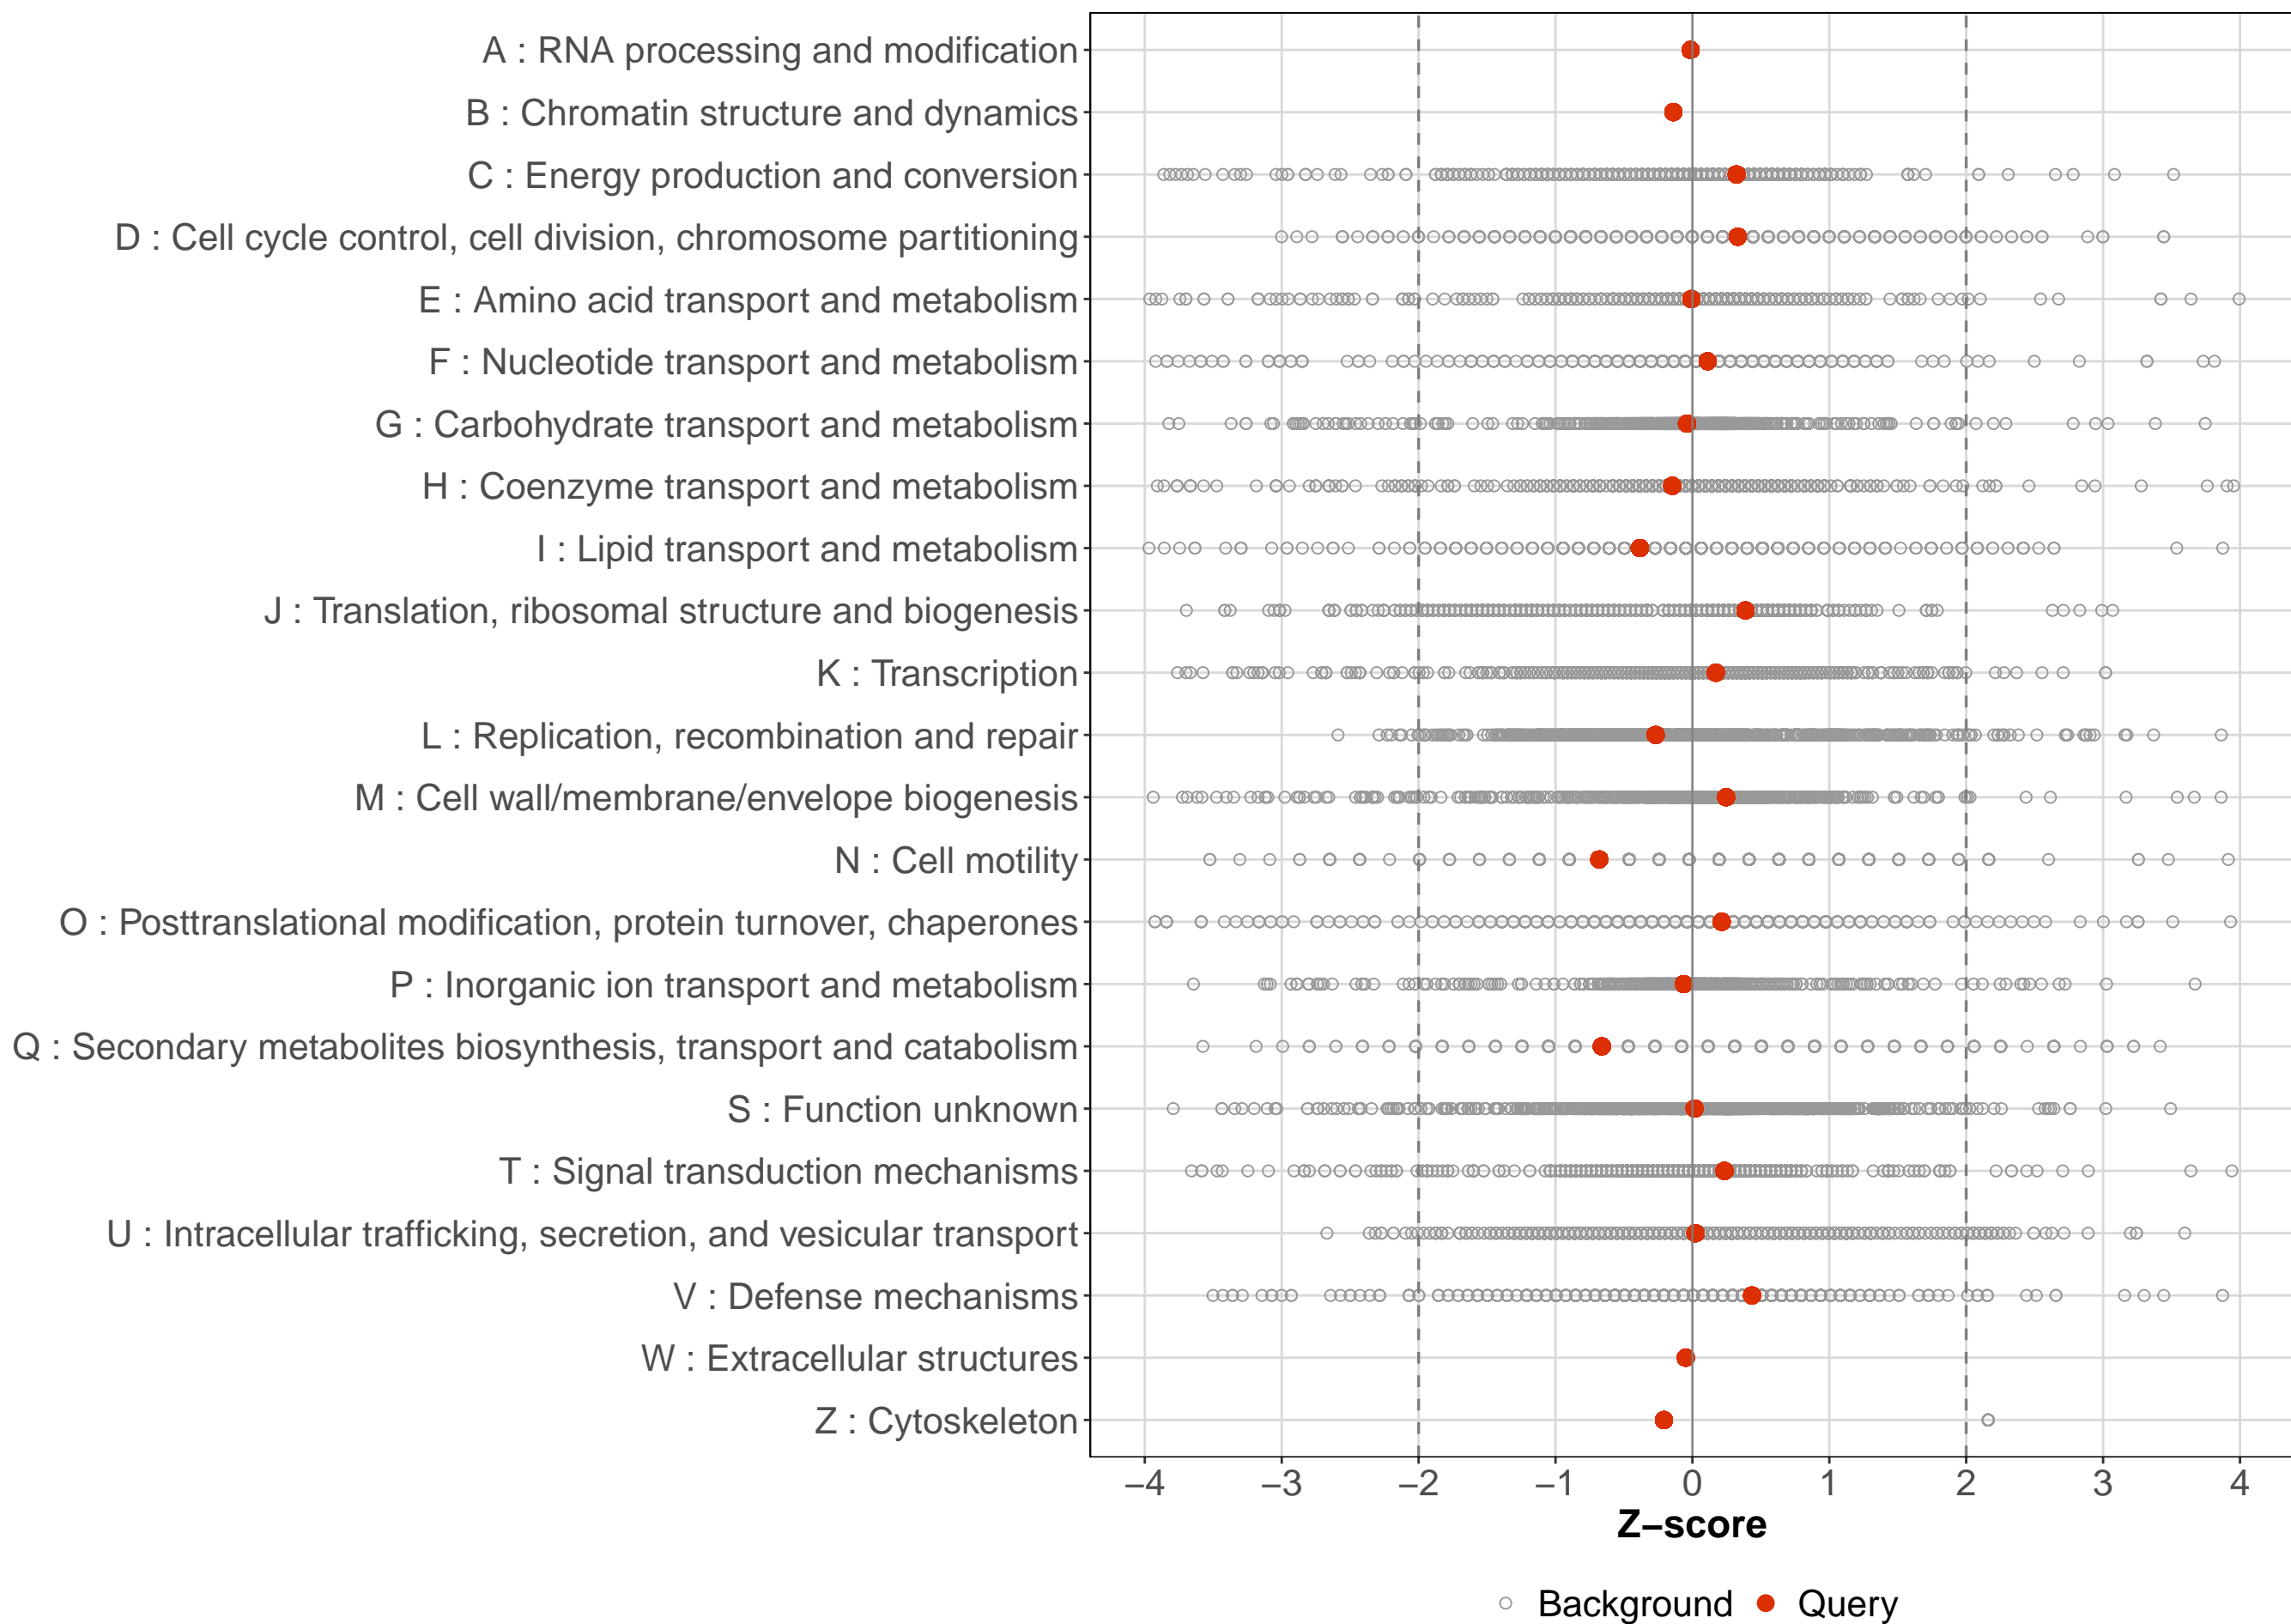 A : RNA processing and modification
B : Chromatin structure and dynamics
C : Energy production and conversion
D : Cell cycle control, cell division, chromosome partitioning
E : Amino acid transport and metabolism
F : Nucleotide transport and metabolism
G : Carbohydrate transport and metabolism
H : Coenzyme transport and metabolism
I : Lipid transport and metabolism
J : Translation, ribosomal structure and biogenesis
K : Transcription
L : Replication, recombination and repair
M : Cell wall/membrane/envelope biogenesis
N : Cell motility
O : Posttranslational modification, protein turnover, chaperones
P : Inorganic ion transport and metabolism
Q : Secondary metabolites biosynthesis, transport and catabolism
S : Function unknown
T : Signal transduction mechanisms
U : Intracellular trafficking, secretion, and vesicular transport
V : Defense mechanisms
W : Extracellular structures
Z : Cytoskeleton
−4 −3 −2 −1 0 1 2 3 4
Z−score
Background Query